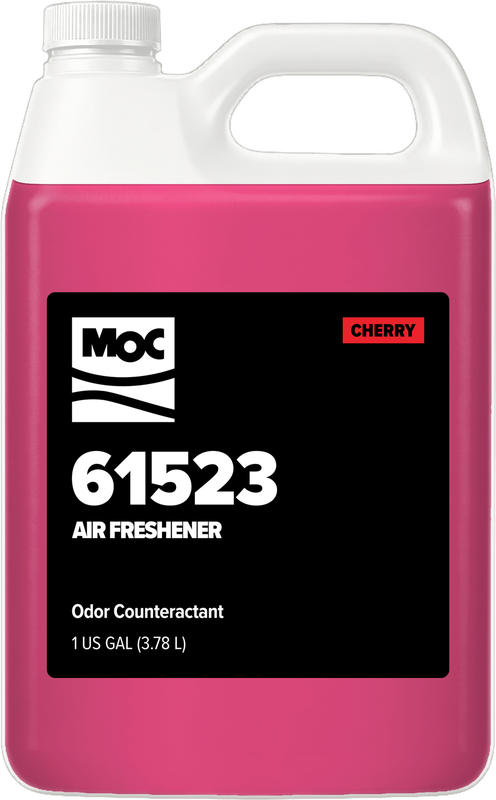 MOC
CHERRY
61523
AIR FRESHENER
Odor Counteractant
1 US GAL (3.78 L)